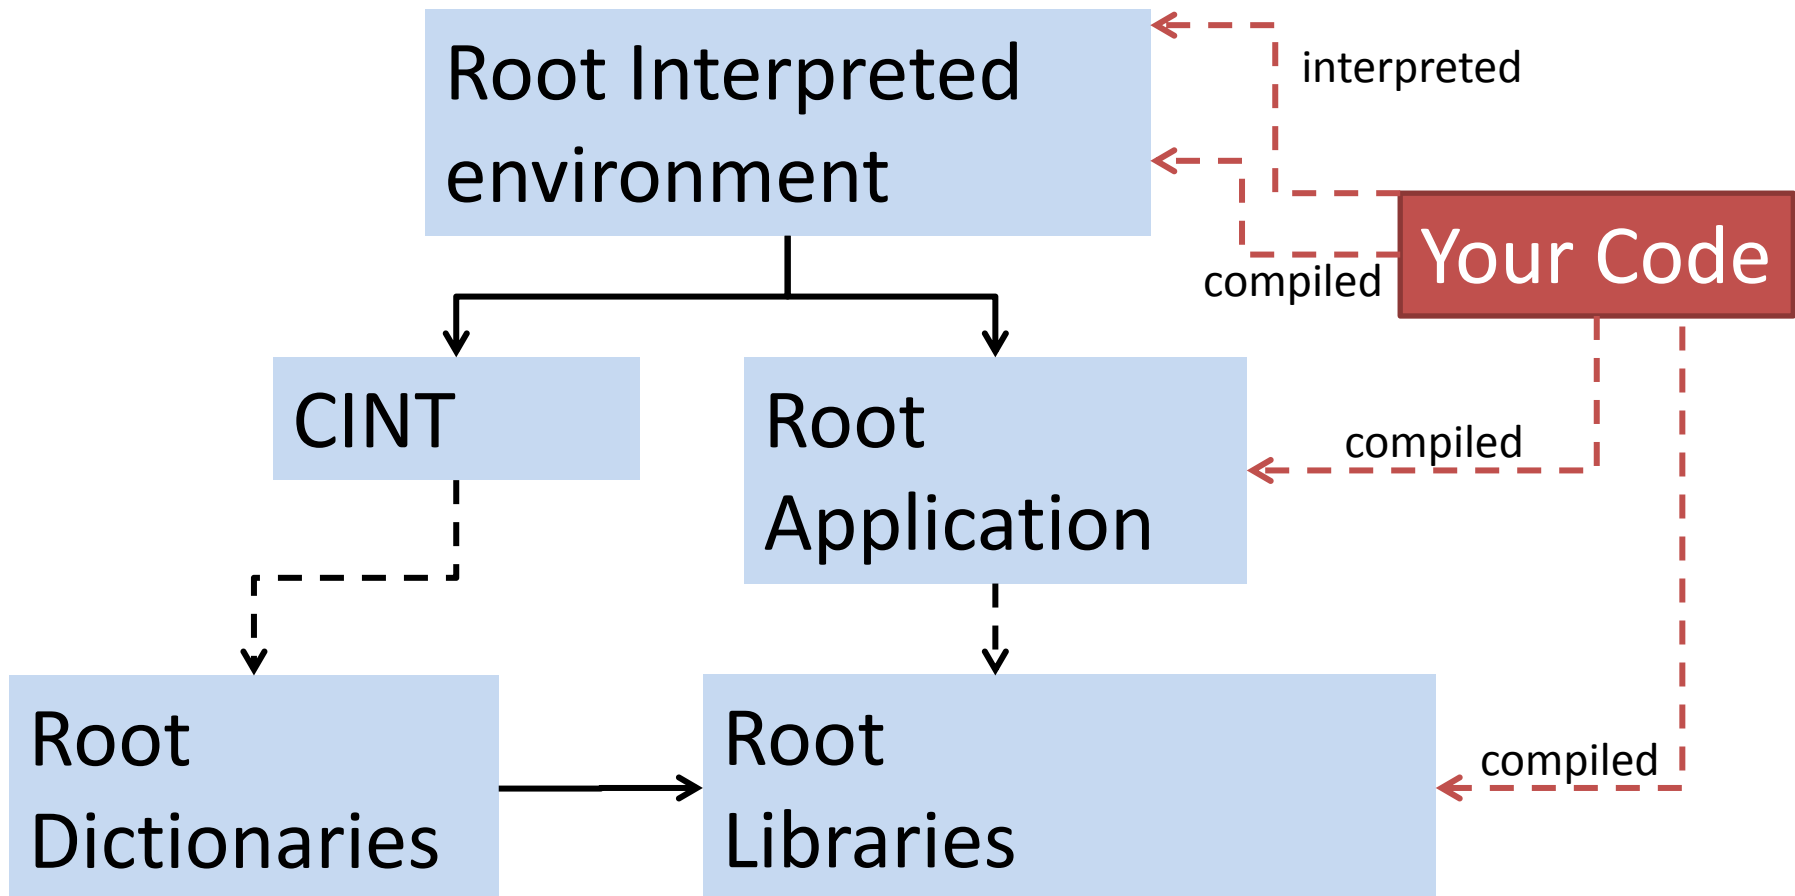 Root Interpreted
environment
interpreted
compiled
Your Code
CINT
Root
Application
compiled
Root
Dictionaries
Root
Libraries
compiled